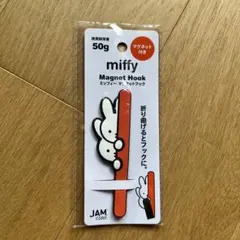 耐荷重目安
50g
マグネット
付き
miffy
Magnet Hook
ミッフィー マグネットフック
折り曲げるとフックに。
JAM